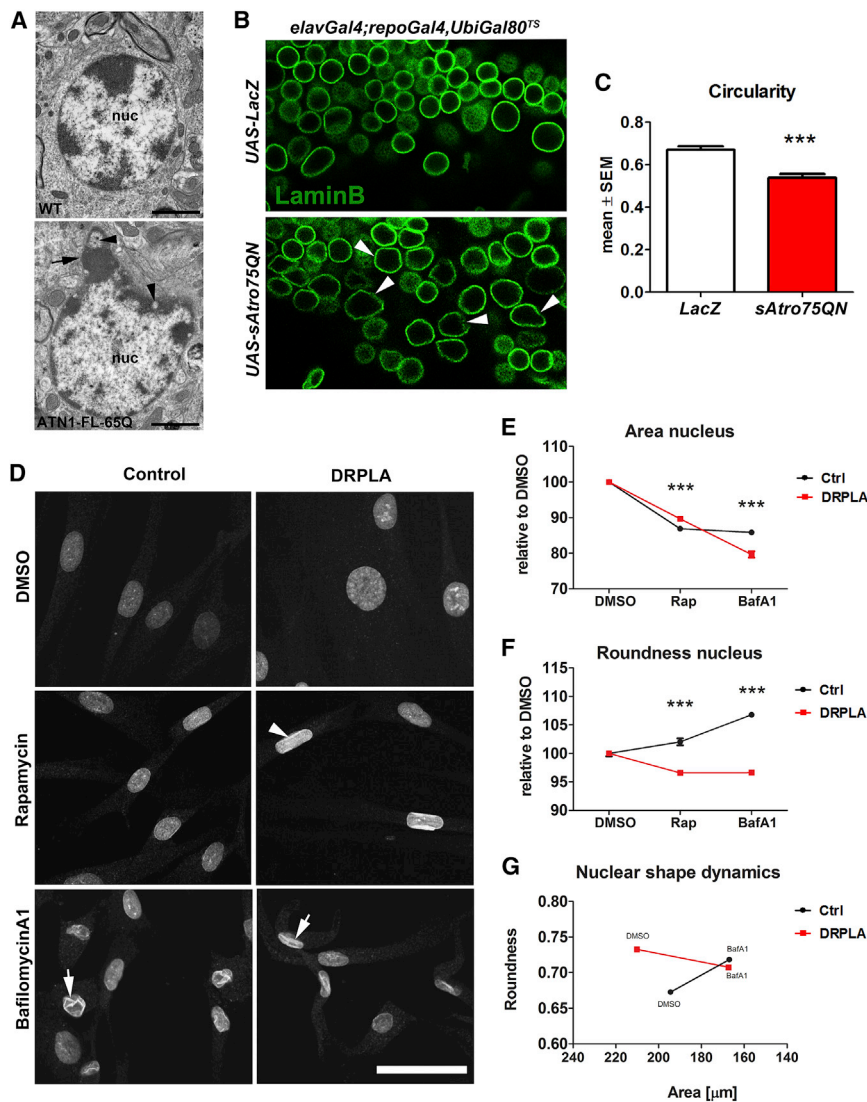 A
nuc
WT
nuc
ATN1-FL-65Q
B
elavGal4;repoGal4,UbiGal80TS
UAS-LacZ
LaminB
UAS-sAtro75QN
C
Circularity
mean ± SEM
0.8
0.6
0.4
0.2
0.0
***
LacZ
sAtro75QN
D
Control
DRPLA
DMSO
Rapamycin
BafilomycinA1
E
Area nucleus
relative to DMSO
110
100
90
80
70
***
***
DMSO
Rap
BafA1
Ctrl
DRPLA
F
Roundness nucleus
relative to DMSO
115
110
105
100
95
90
***
***
DMSO
Rap
BafA1
Ctrl
DRPLA
G
Nuclear shape dynamics
Roundness
0.80
0.75
0.70
0.65
0.60
DMSO
BafA1
BafA1
DMSO
Ctrl
DRPLA
240
220
200
180
160
140
Area [µm]